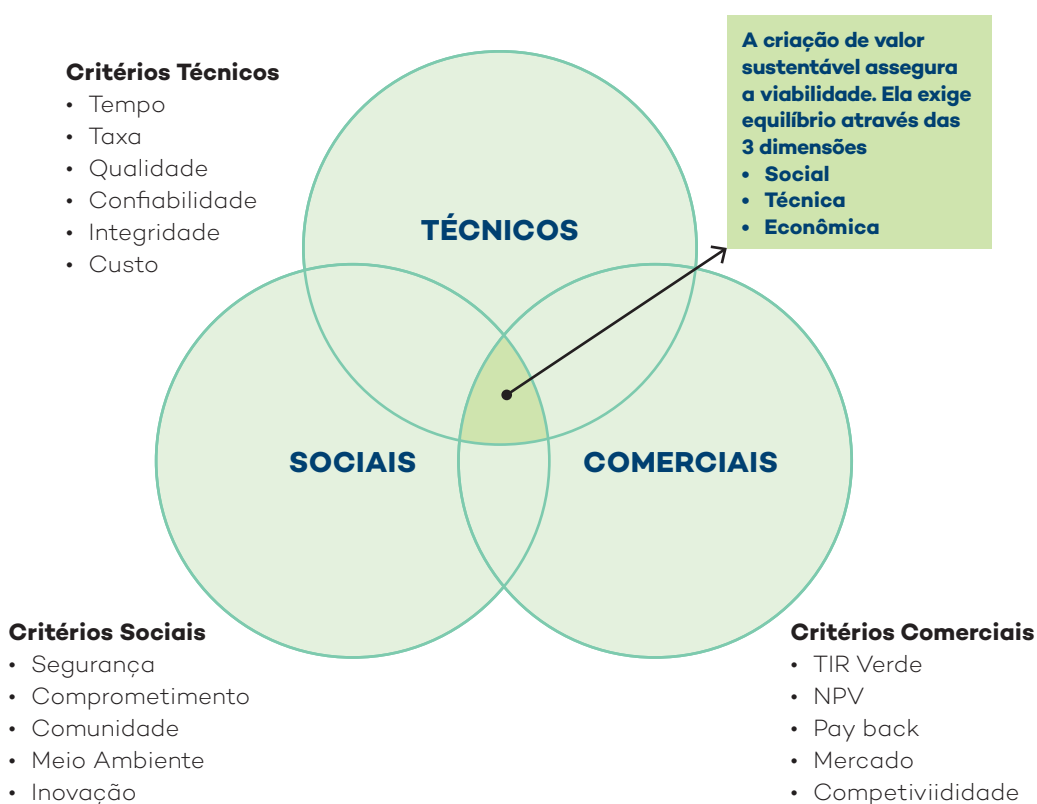 Critérios Técnicos
• Tempo
• Taxa
• Qualidade
• Confiabilidade
• Integridade
• Custo
A criação de valor
sustentável assegura
a viabilidade. Ela exige
equilíbrio através das
3 dimensões
• Social
• Técnica
• Econômica
TÉCNICOS
SOCIAIS
COMERCIAIS
Critérios Sociais
• Segurança
• Comprometimento
• Comunidade
• Meio Ambiente
• Inovação
Critérios Comerciais
• TIR Verde
• NPV
• Pay back
• Mercado
• Competiviididade